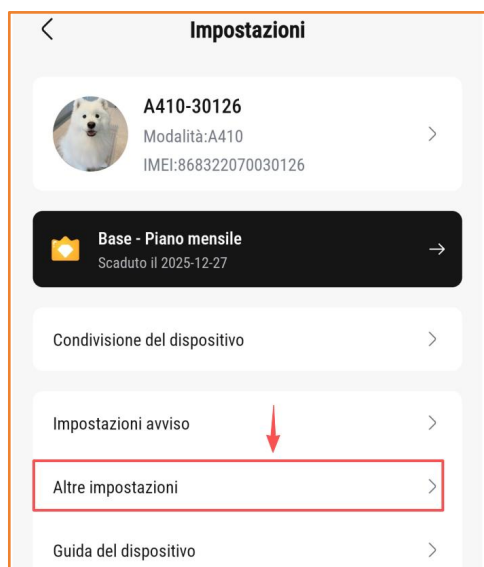 Impostazioni
A410-30126
Modalità:A410
IMEI:868322070030126
Base - Piano mensile
Scaduto il 2025-12-27
Condivisione del dispositivo
Impostazioni avviso
Altre impostazioni
Guida del dispositivo